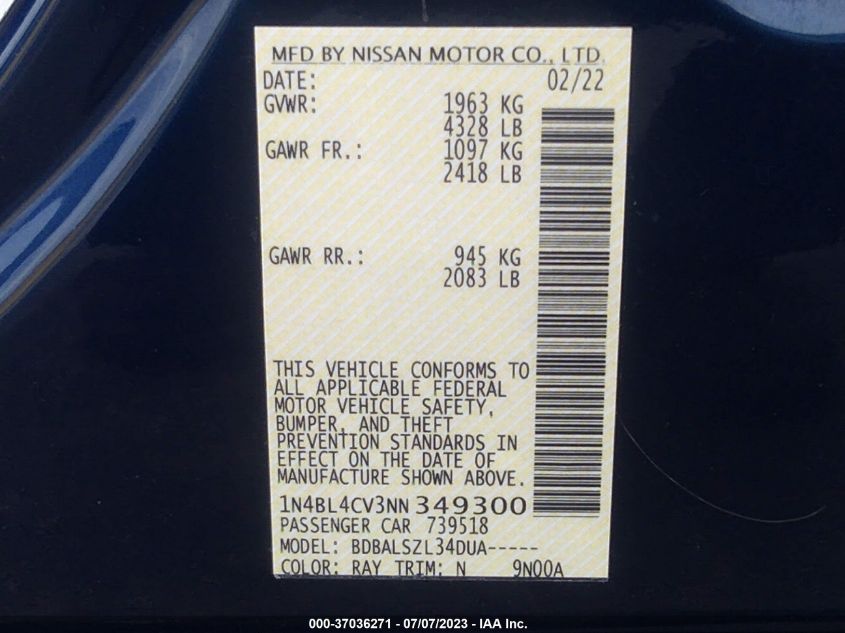 MFD BY NISSAN MOTOR CO., LTD.
DATE: 02/22
GVWR: 1963 KG
4328 LB
GAWR FR.: 1097 KG
2418 LB
GAWR RR.: 945 KG
2083 LB
THIS VEHICLE CONFORMS TO
ALL APPLICABLE FEDERAL
MOTOR VEHICLE SAFETY,
BUMPER, AND THEFT
PREVENTION STANDARDS IN
EFFECT ON THE DATE OF
MANUFACTURE SHOWN ABOVE.
1N4BL4CV3NN 349300
PASSENGER CAR 739518
MODEL: BDBALSZL34DUA-----
COLOR: RAY TRIM: N 9N00A
000-37036271 - 07/07/2023 - IAA Inc.